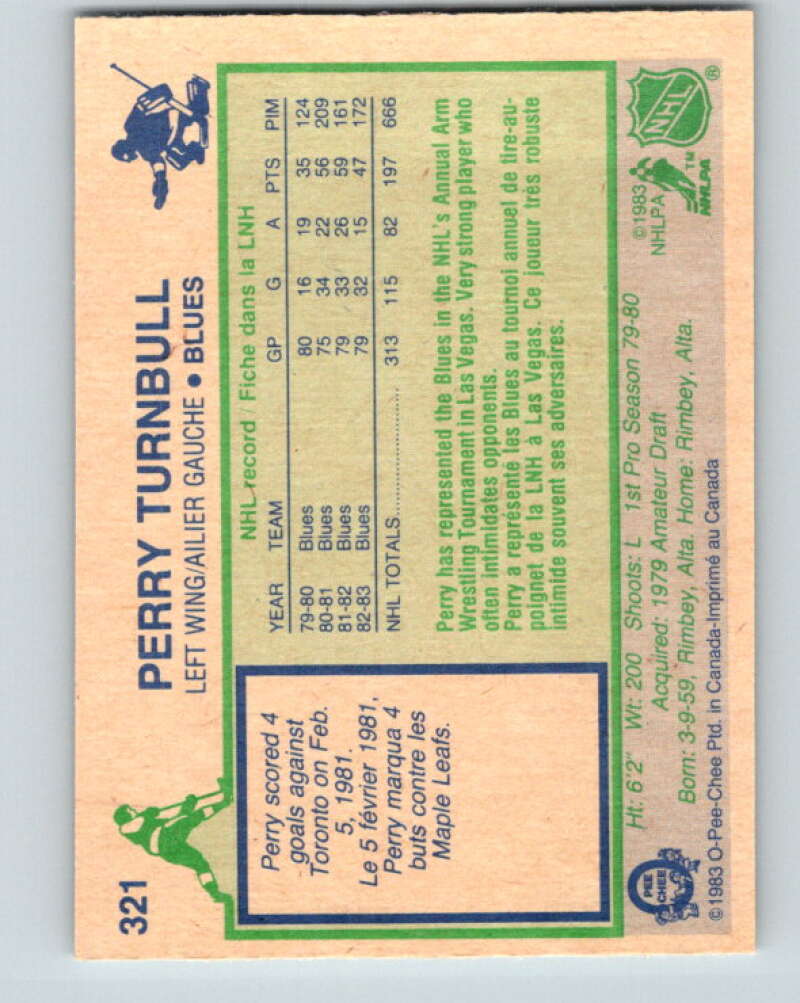 321
PERRY TURNBULL
LEFT WING/AILIER GAUCHE • BLUES
Perry scored 4
goals against
Toronto on Feb.
5, 1981.
Le 5 février 1981,
Perry marqua 4
buts contre les
Maple Leafs.
NHL record / Fiche dans la LNH
YEAR TEAM GP G A PTS PIM
79-80 Blues 80 16 19 35 124
80-81 Blues 75 34 22 56 209
81-82 Blues 79 33 26 59 161
82-83 Blues 79 32 15 47 172
NHL TOTALS.................... 313 115 82 197 666
Perry has represented the Blues in the NHL's Annual Arm
Wrestling Tournament in Las Vegas. Very strong player who
often intimidates opponents.
Perry a représenté les Blues au tournoi annuel de tire-au-
poignet de la LNH à Las Vegas. Ce joueur très robuste
intimide souvent ses adversaires.
Ht: 6'2" Wt: 200 Shoots: L 1st Pro Season 79-80
Acquired: 1979 Amateur Draft
Born: 3-9-59, Rimbey, Alta. Home: Rimbey, Alta.
©1983 O-Pee-Chee Ptd. in Canada-Imprimé au Canada
O
PEE
CHEE
©1983
NHLPA
TM
NHLPA
NHL
®